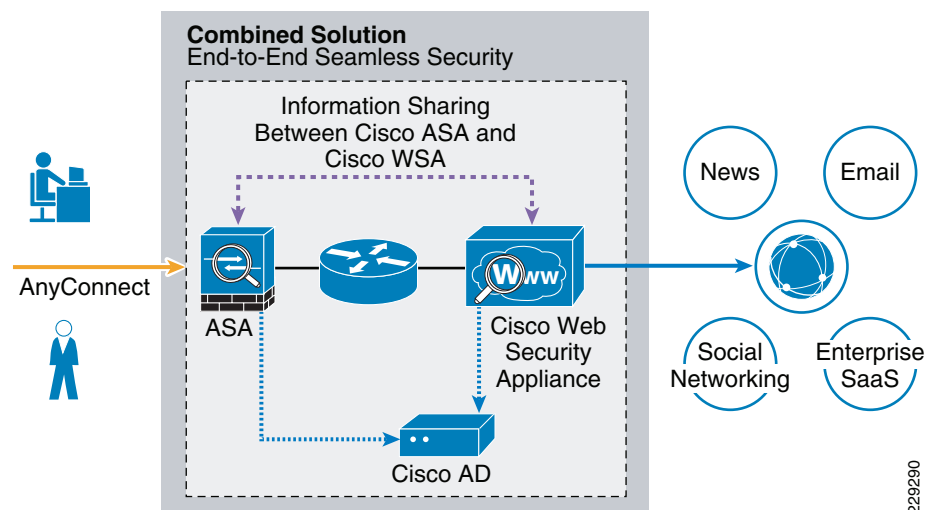 Combined Solution
End-to-End Seamless Security
Information Sharing
Between Cisco ASA and
Cisco WSA
News
Email
AnyConnect
ASA
Www
Cisco Web
Security
Appliance
Social
Networking
Enterprise
SaaS
Cisco AD
229290